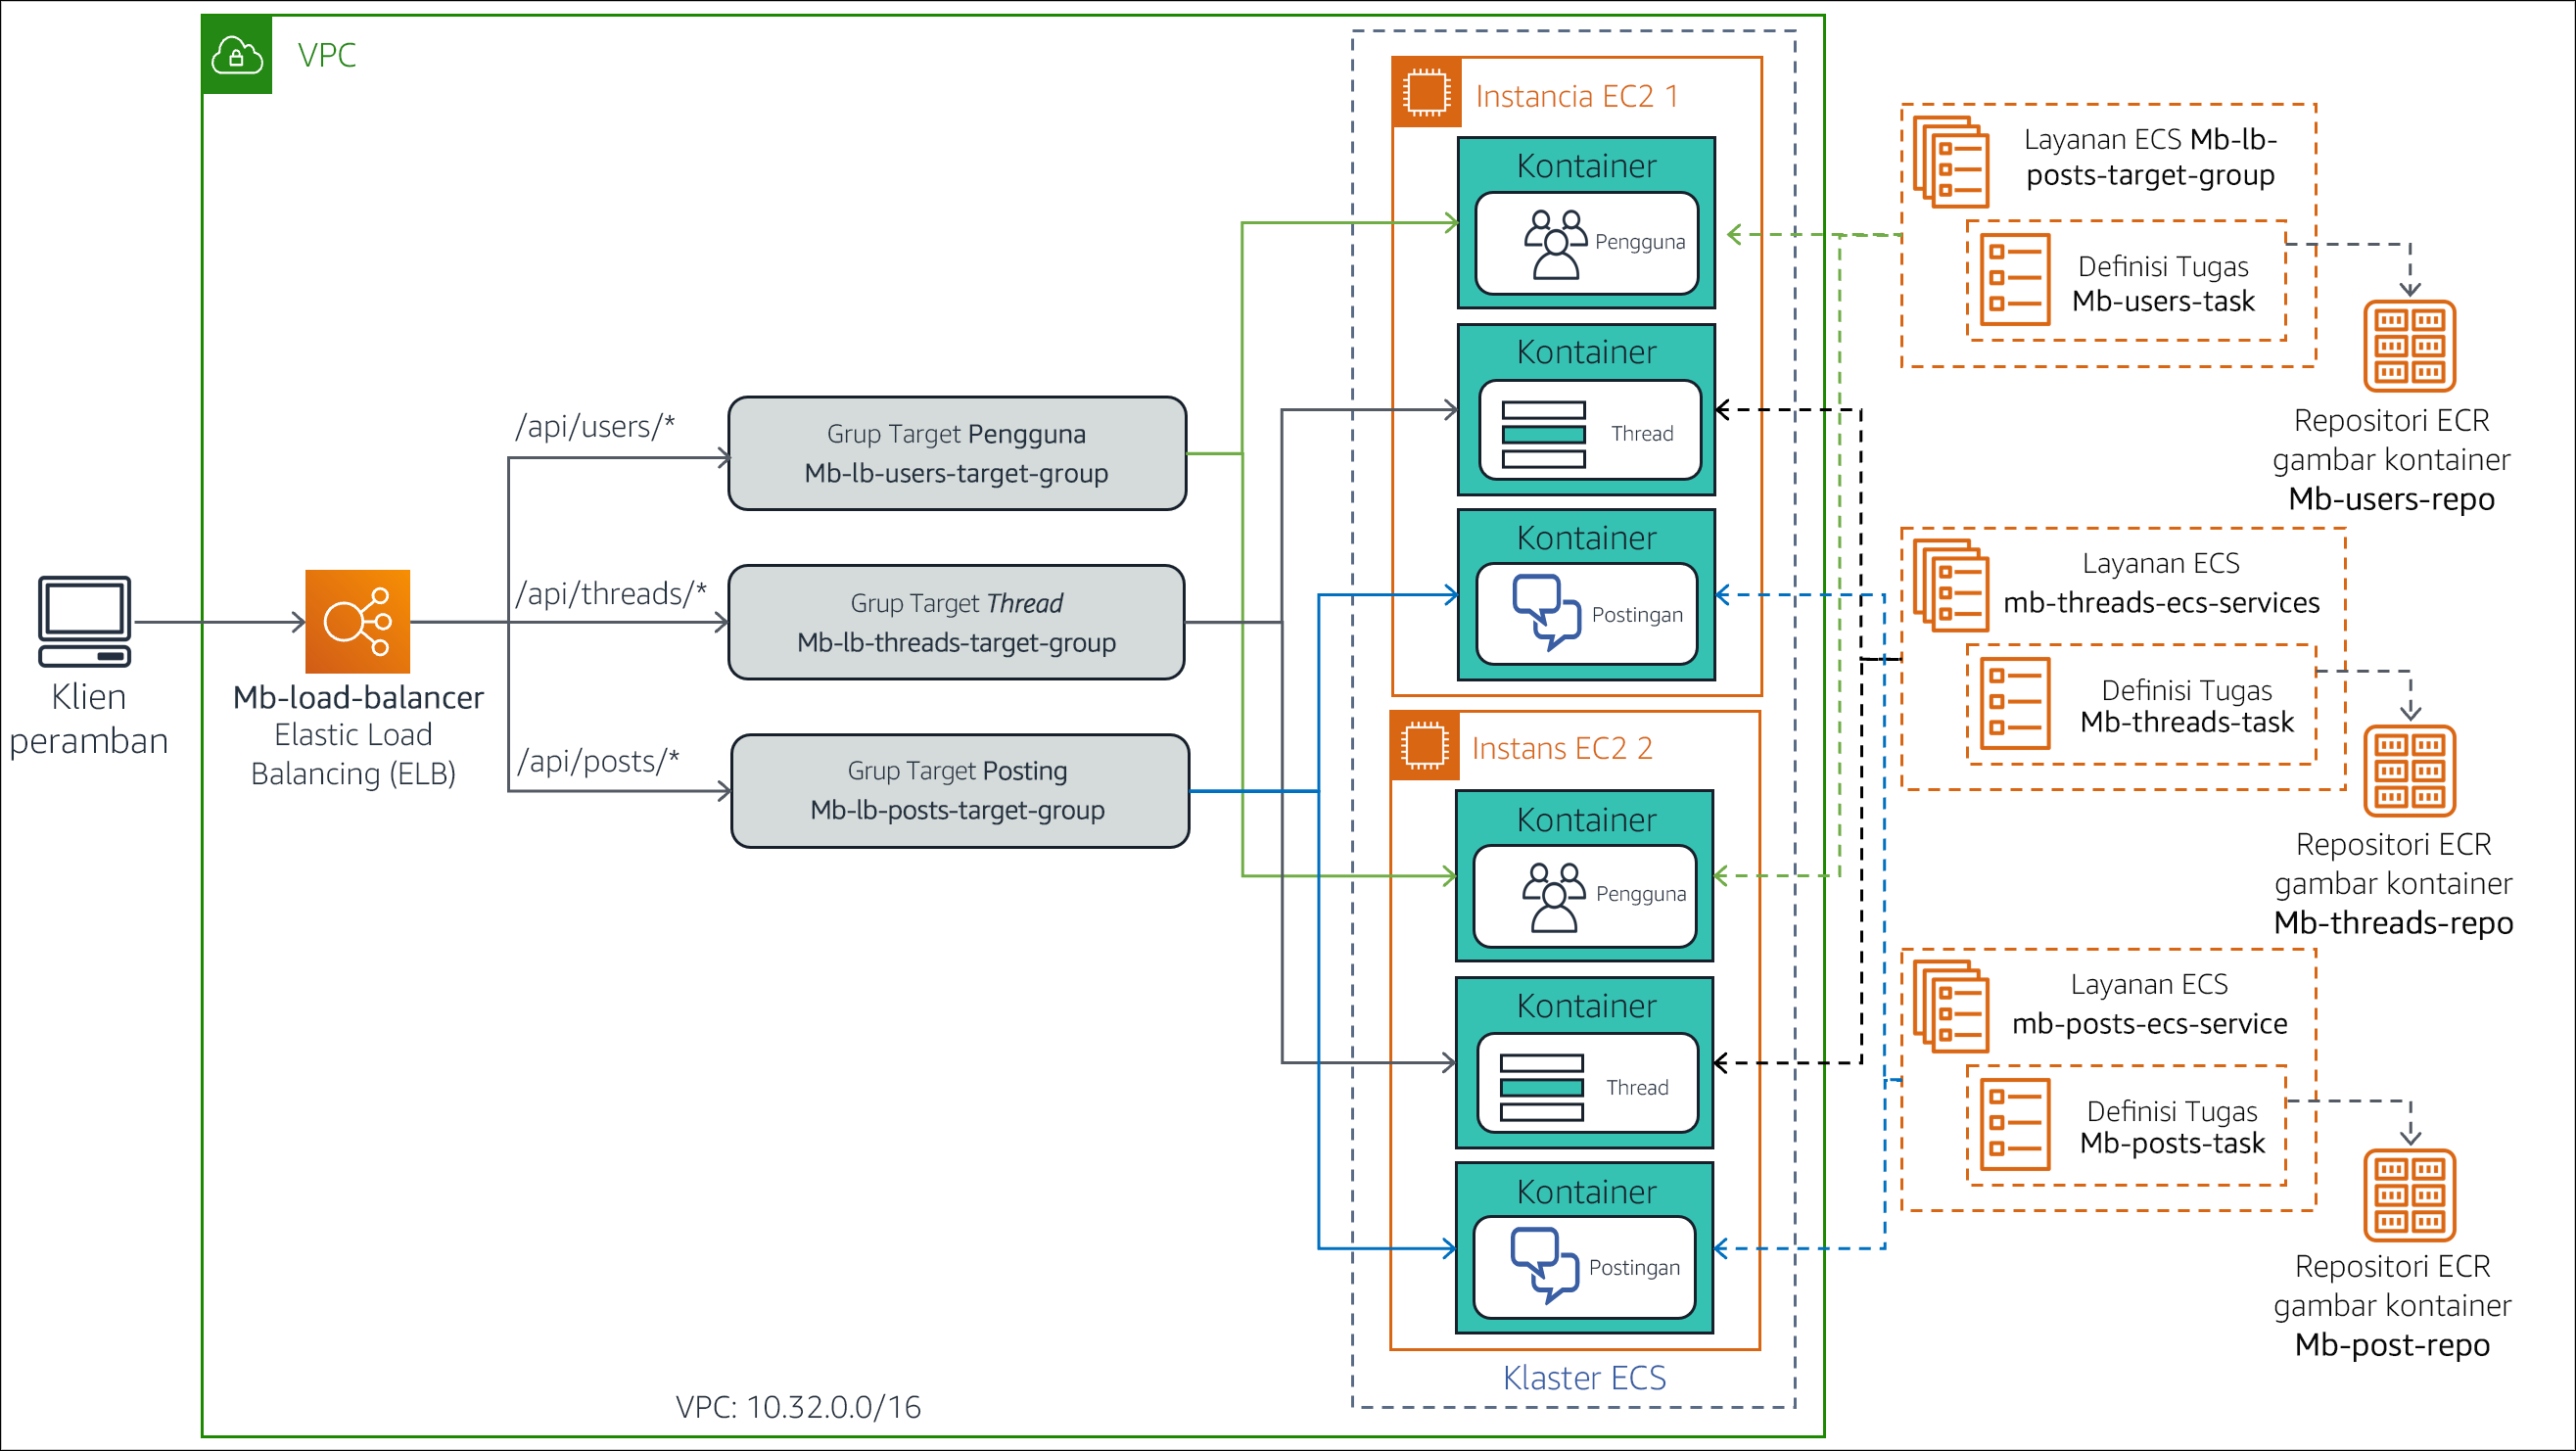 VPC
Klien
peramban
Mb-load-balancer
Elastic Load
Balancing (ELB)
/api/users/*
/api/threads/*
/api/posts/*
Grup Target Pengguna
Mb-lb-users-target-group
Grup Target Thread
Mb-lb-threads-target-group
Grup Target Posting
Mb-lb-posts-target-group
VPC: 10.32.0.0/16
Instancia EC2 1
Kontainer
Pengguna
Kontainer
Thread
Kontainer
Postingan
Instans EC2 2
Kontainer
Pengguna
Kontainer
Thread
Kontainer
Postingan
Klaster ECS
Layanan ECS Mb-lb-
posts-target-group
Definisi Tugas
Mb-users-task
Repositori ECR
gambar kontainer
Mb-users-repo
Layanan ECS
mb-threads-ecs-services
Definisi Tugas
Mb-threads-task
Repositori ECR
gambar kontainer
Mb-threads-repo
Layanan ECS
mb-posts-ecs-service
Definisi Tugas
Mb-posts-task
Repositori ECR
gambar kontainer
Mb-post-repo